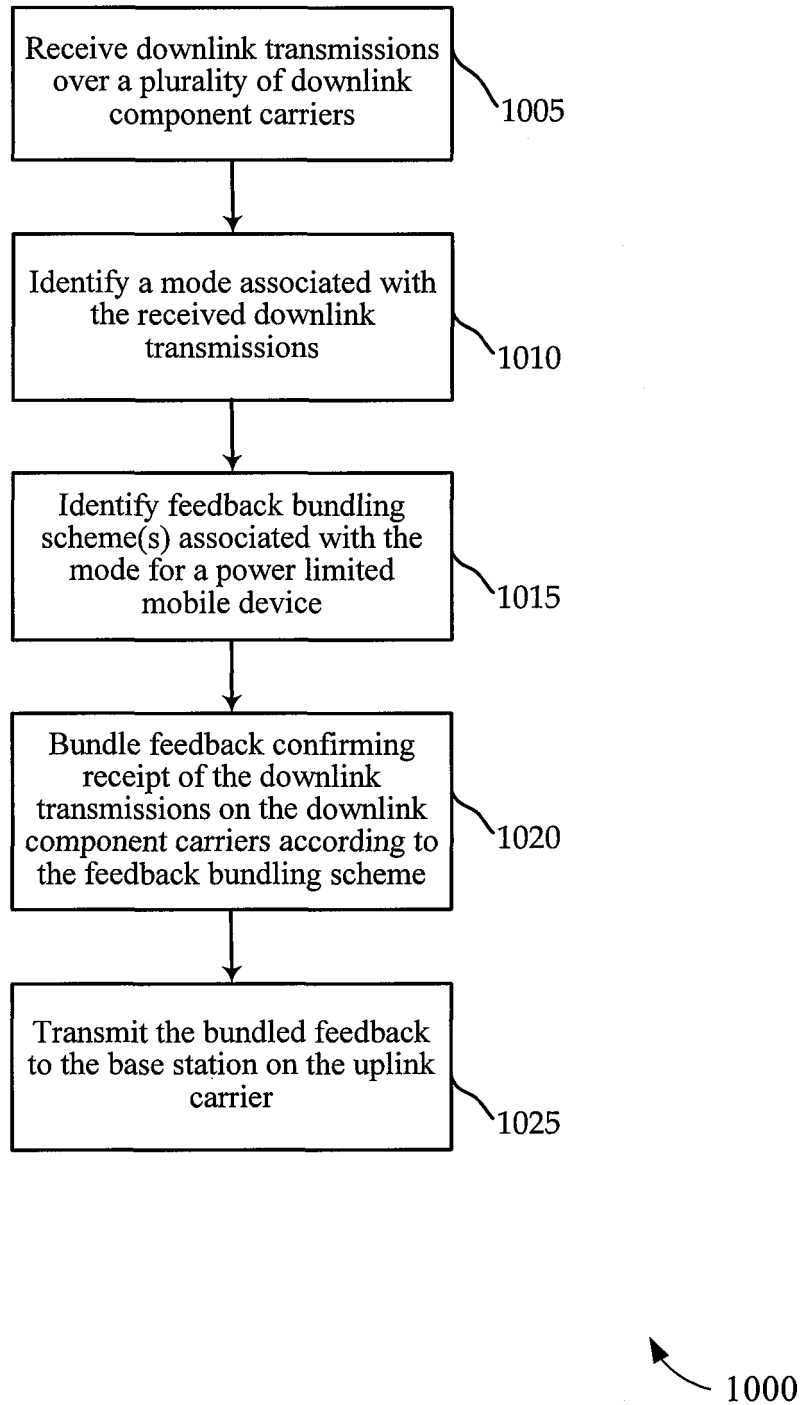 Receive downlink transmissions
over a plurality of downlink
component carriers
1005
Identify a mode associated with
the received downlink
transmissions
1010
Identify feedback bundling
scheme(s) associated with the
mode for a power limited
mobile device
1015
Bundle feedback confirming
receipt of the downlink
transmissions on the downlink
component carriers according to
the feedback bundling scheme
1020
Transmit the bundled feedback
to the base station on the uplink
carrier
1025
1000